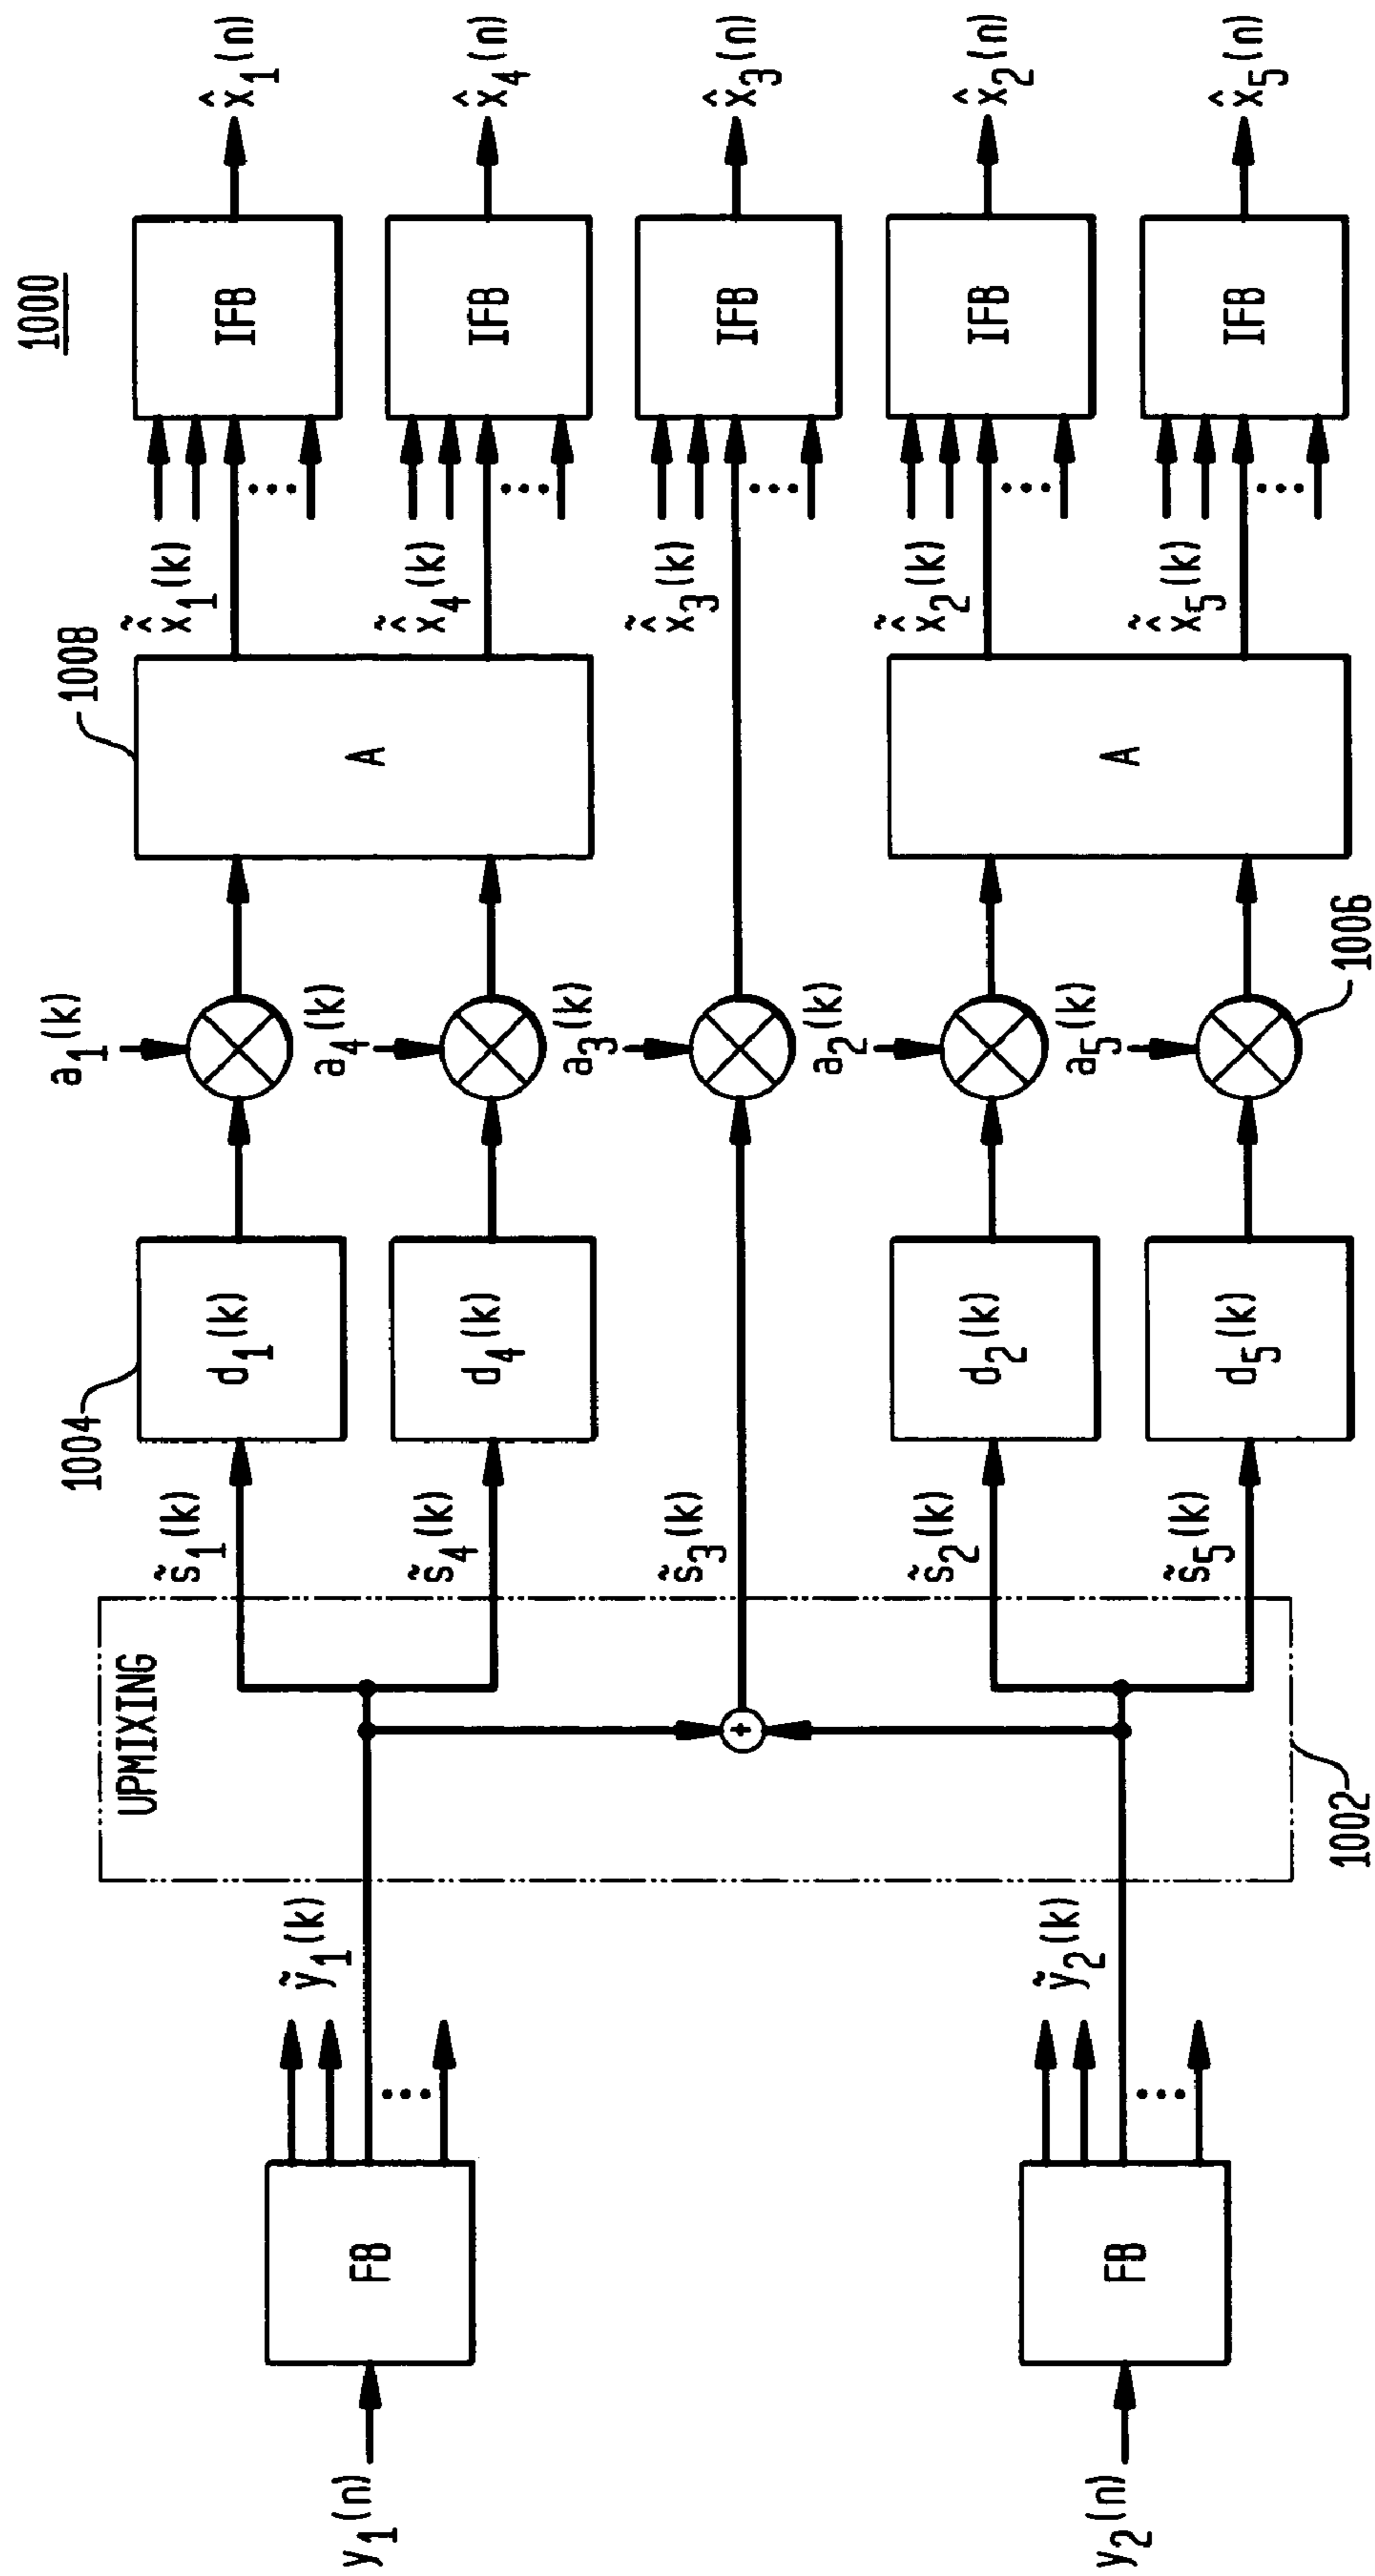 1000
y1(n)
FB
ỹ1(k)
y2(n)
FB
ỹ2(k)
UPMIXING
1002
s̃1(k)
s̃4(k)
s̃3(k)
s̃2(k)
s̃5(k)
1004
d1(k)
d4(k)
d2(k)
d5(k)
a1(k)
a4(k)
a3(k)
a2(k)
a5(k)
1006
1008
A
A
x̂̃1(k)
x̂̃4(k)
x̂̃3(k)
x̂̃2(k)
x̂̃5(k)
IFB
IFB
IFB
IFB
IFB
x̂1(n)
x̂4(n)
x̂3(n)
x̂2(n)
x̂5(n)